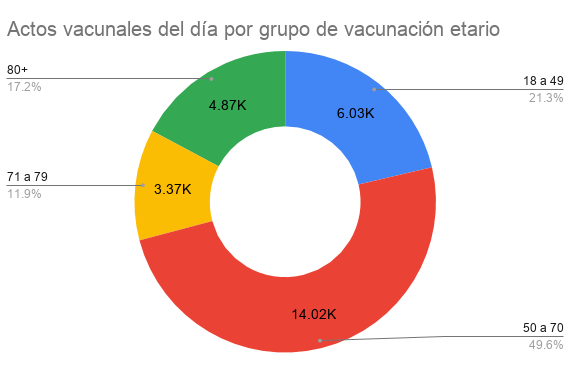 Actos vacunales del día por grupo de vacunación etario
80+
17.2%
18 a 49
21.3%
4.87K
6.03K
71 a 79
11.9%
3.37K
14.02K
50 a 70
49.6%